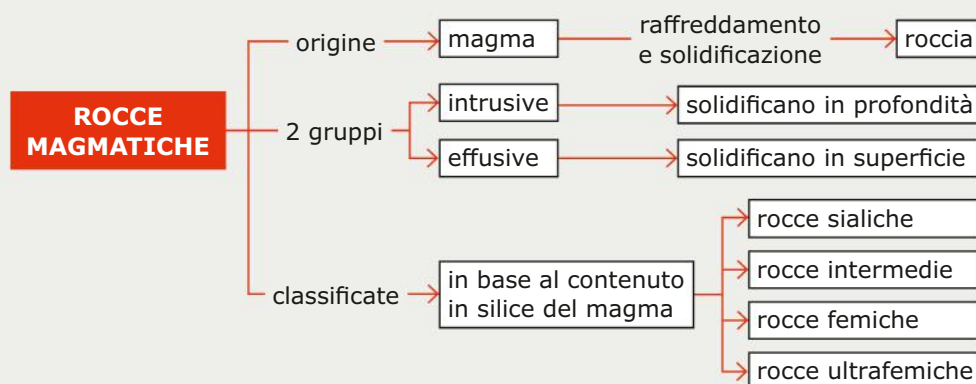 ROCCE
MAGMATICHE
origine
magma
raffreddamento
e solidificazione
roccia
2 gruppi
intrusive
solidificano in profondità
effusive
solidificano in superficie
classificate
in base al contenuto
in silice del magma
rocce sialiche
rocce intermedie
rocce femiche
rocce ultrafemiche